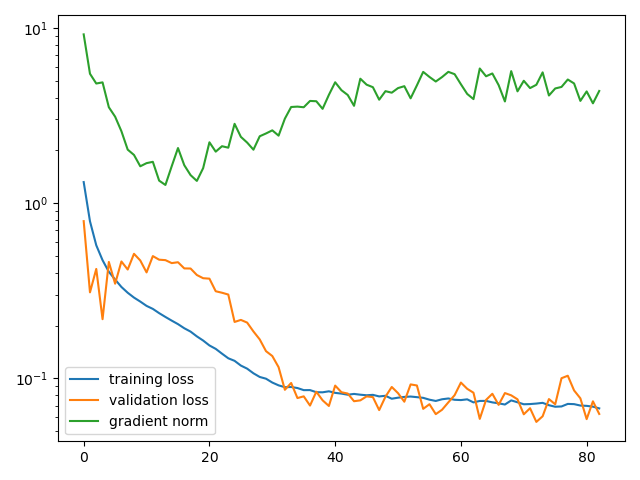 10¹
10⁰
10⁻¹
training loss
validation loss
gradient norm
0 20 40 60 80